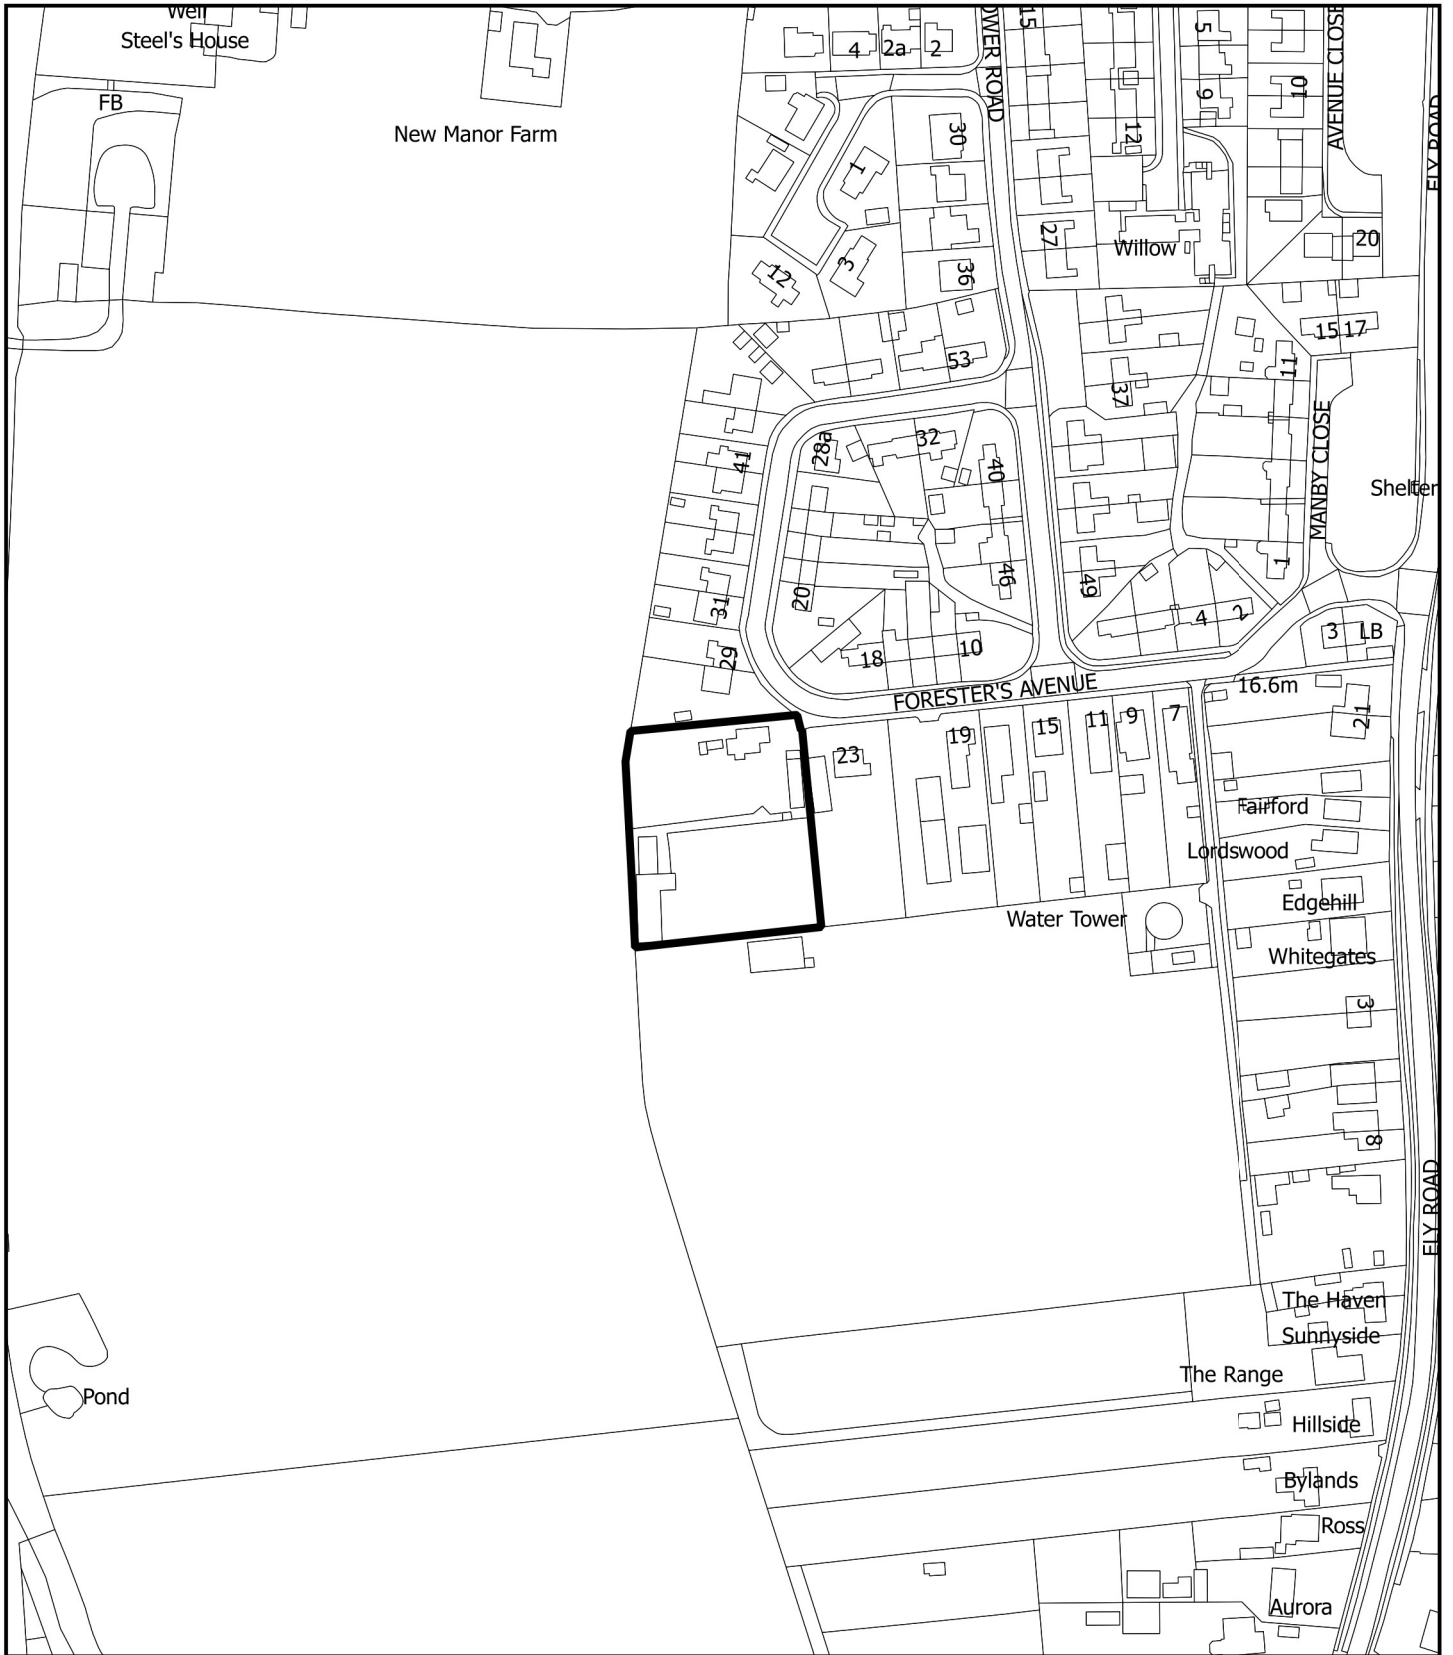 Well
Steel's House
FB
New Manor Farm
4
2a
2
OWER ROAD
15
5
9
10
12
AVENUE CLOSE
ELY ROAD
30
1
3
12
36
27
Willow
20
15
17
53
37
11
28a
32
41
40
MANBY CLOSE
Shelter
1
31
20
46
49
4
2
3
LB
29
18
10
FORESTER'S AVENUE
16.6m
21
23
19
15
11
9
7
Fairford
Lordswood
Edgehill
Water Tower
Whitegates
3
8
ELY ROAD
The Haven
Sunnyside
The Range
Pond
Hillside
Bylands
Ross
Aurora